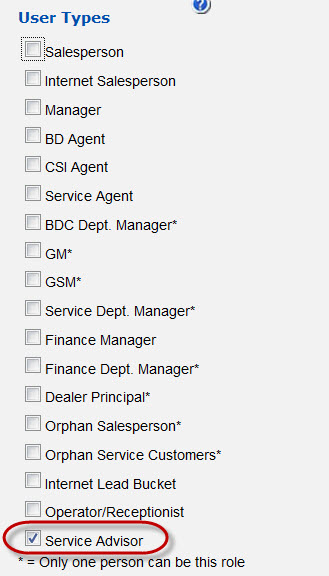 User Types
Salesperson
Internet Salesperson
Manager
BD Agent
CSI Agent
Service Agent
BDC Dept. Manager*
GM*
GSM*
Service Dept. Manager*
Finance Manager
Finance Dept. Manager*
Dealer Principal*
Orphan Salesperson*
Orphan Service Customers*
Internet Lead Bucket
Operator/Receptionist
Service Advisor
* = Only one person can be this role